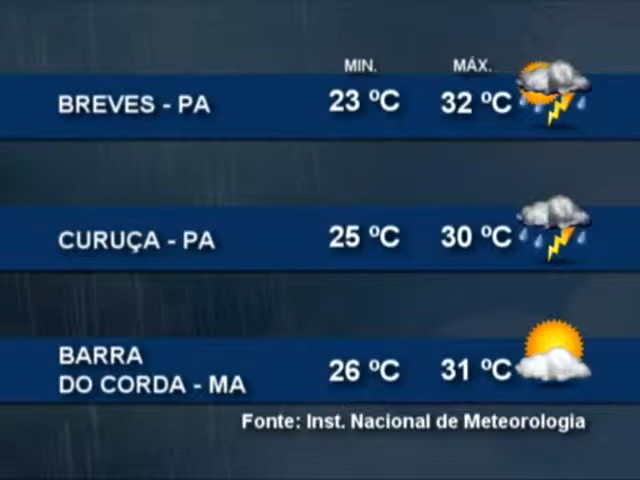 MIN. MÁX.
BREVES - PA 23 ºC 32 ºC
CURUÇA - PA 25 ºC 30 ºC
BARRA
DO CORDA - MA 26 ºC 31 ºC
Fonte: Inst. Nacional de Meteorologia